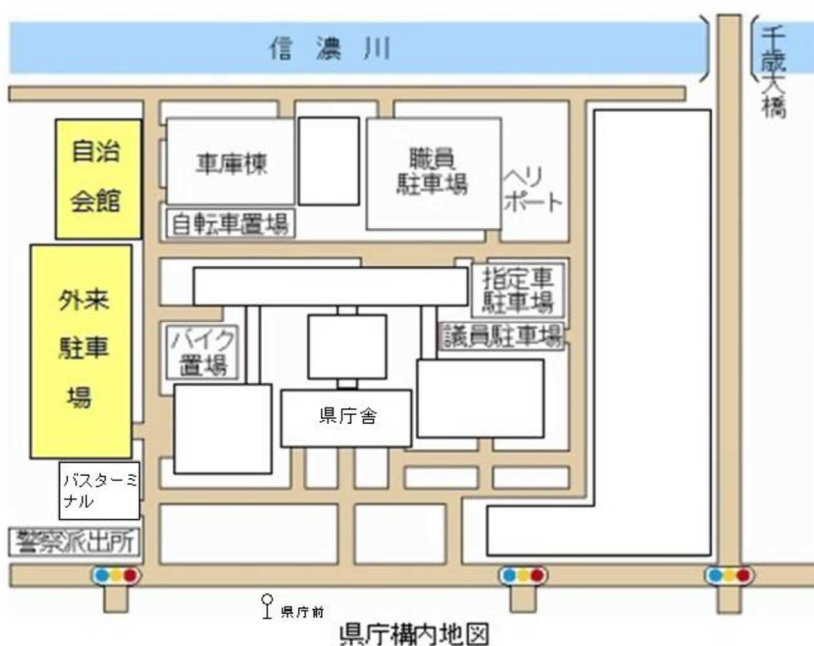 信濃川
千歳大橋
自治
会館
車庫棟
職員
駐車場
ヘリ
ポート
自転車置場
外来
駐車
場
指定車
駐車場
バイク
置場
議員駐車場
県庁舎
バスターミ
ナル
警察派出所
県庁前
県庁構内地図